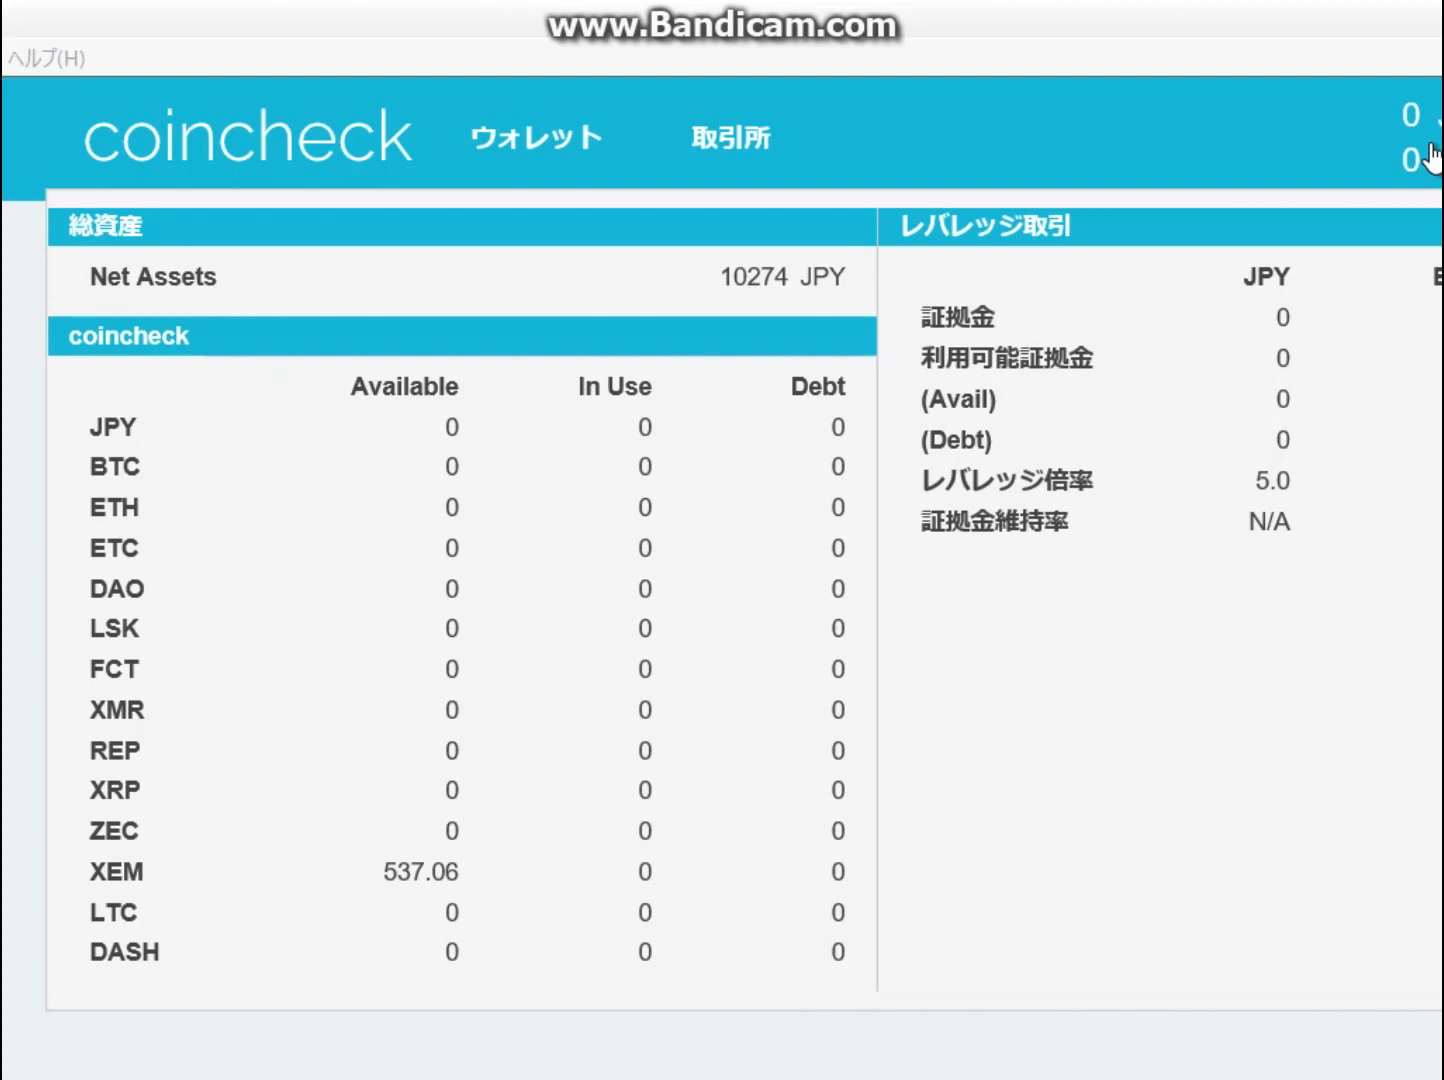 www.Bandicam.com
ヘルプ(H)
coincheck ウォレット 取引所 0
0
総資産
Net Assets 10274 JPY
coincheck
Available In Use Debt
JPY 0 0 0
BTC 0 0 0
ETH 0 0 0
ETC 0 0 0
DAO 0 0 0
LSK 0 0 0
FCT 0 0 0
XMR 0 0 0
REP 0 0 0
XRP 0 0 0
ZEC 0 0 0
XEM 537.06 0 0
LTC 0 0 0
DASH 0 0 0
レバレッジ取引
JPY
証拠金 0
利用可能証拠金 0
(Avail) 0
(Debt) 0
レバレッジ倍率 5.0
証拠金維持率 N/A